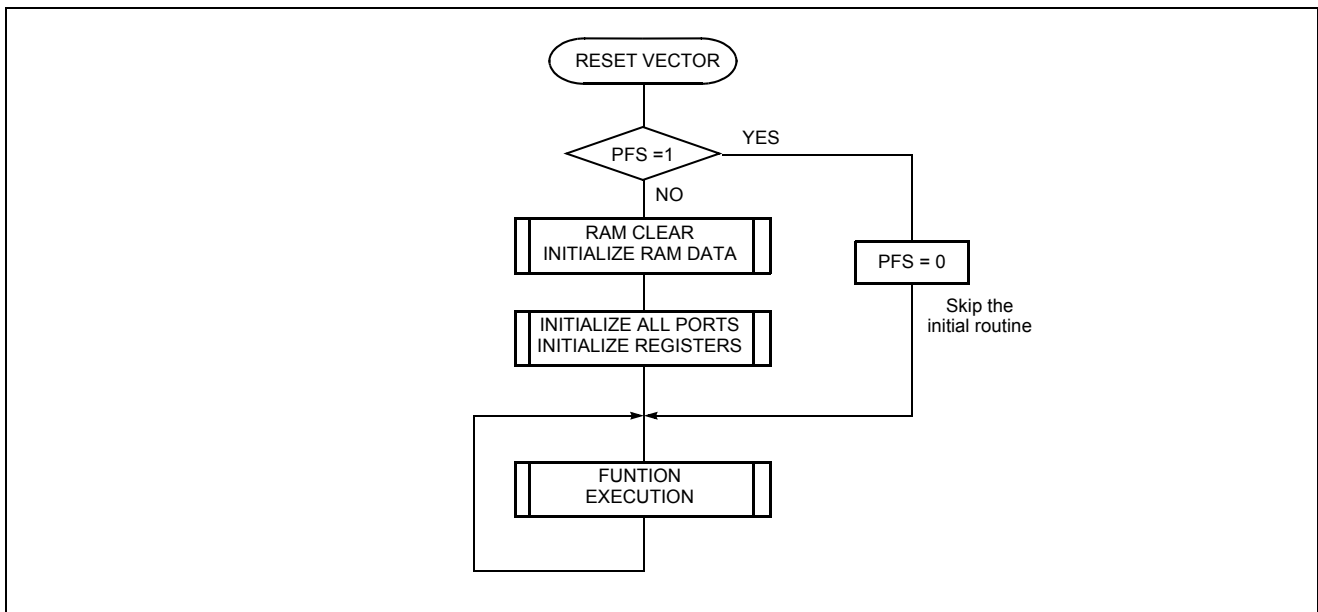 RESET VECTOR
YES
PFS =1
NO
RAM CLEAR
INITIALIZE RAM DATA
PFS = 0
Skip the
initial routine
INITIALIZE ALL PORTS
INITIALIZE REGISTERS
FUNTION
EXECUTION